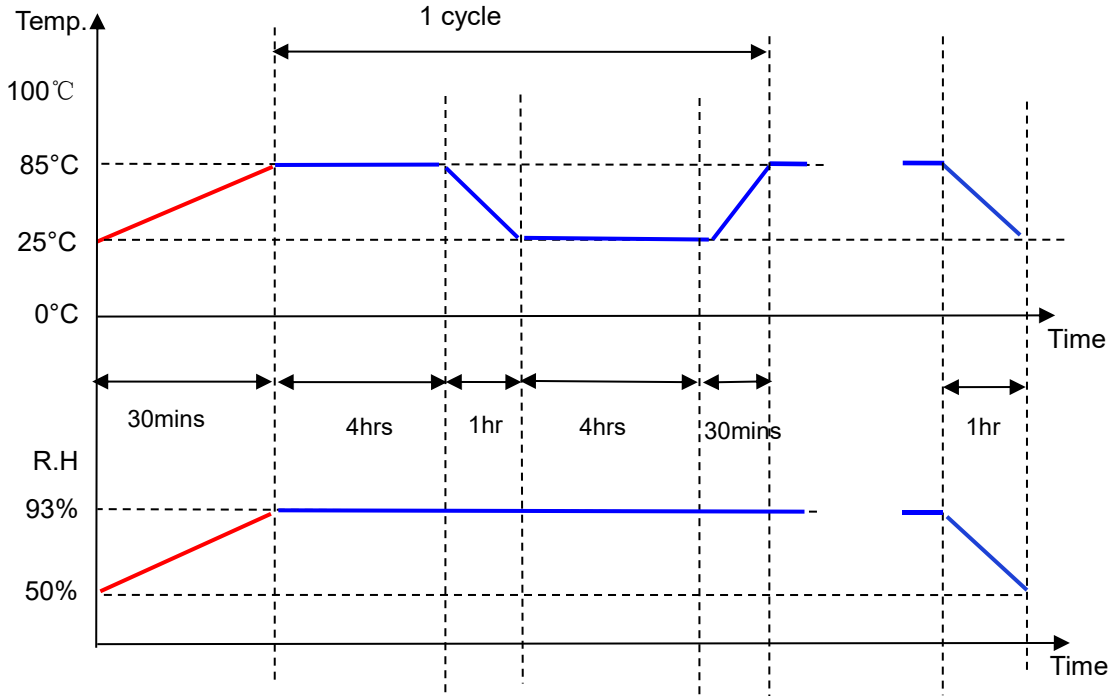 1 cycle
Temp.
100℃
85°C
25°C
0°C
Time
30mins
4hrs
1hr
4hrs
30mins
1hr
R.H
93%
50%
Time